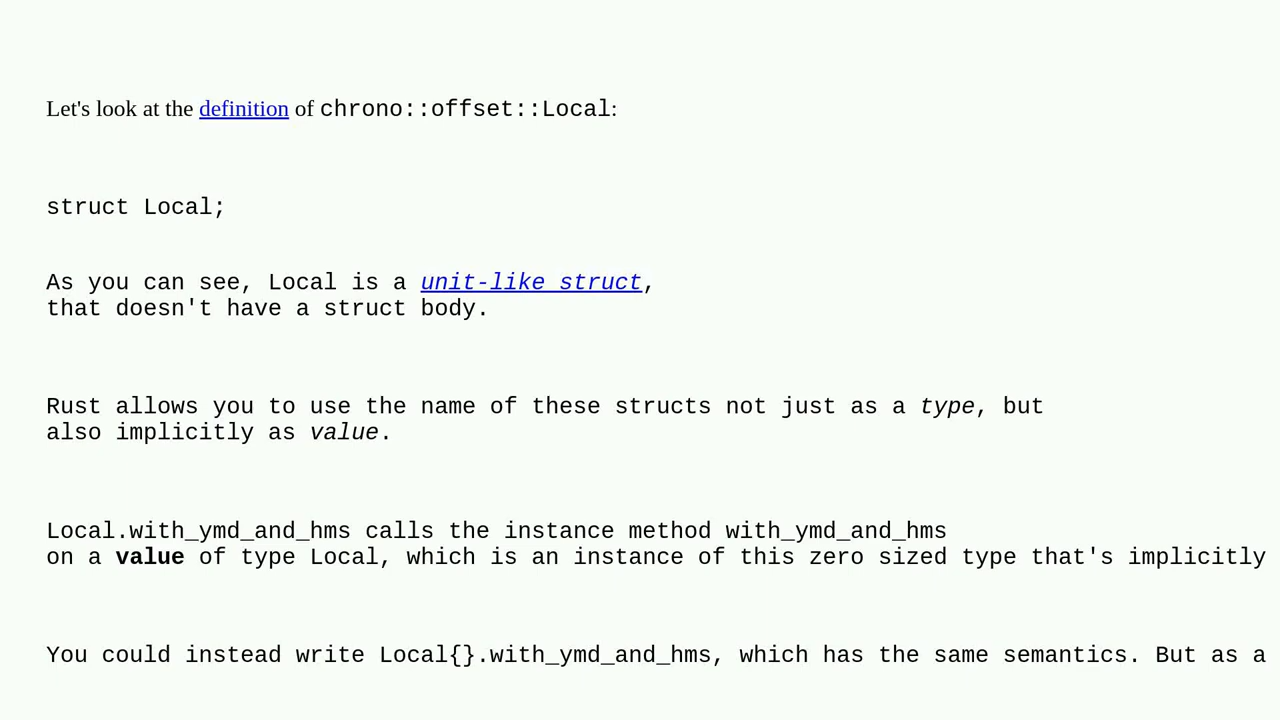 Let's look at the definition of chrono::offset::Local:
struct Local;
As you can see, Local is a unit-like struct,
that doesn't have a struct body.
Rust allows you to use the name of these structs not just as a type, but
also implicitly as value.
Local.with_ymd_and_hms calls the instance method with_ymd_and_hms
on a value of type Local, which is an instance of this zero sized type that's implicitly
You could instead write Local{}.with_ymd_and_hms, which has the same semantics. But as a